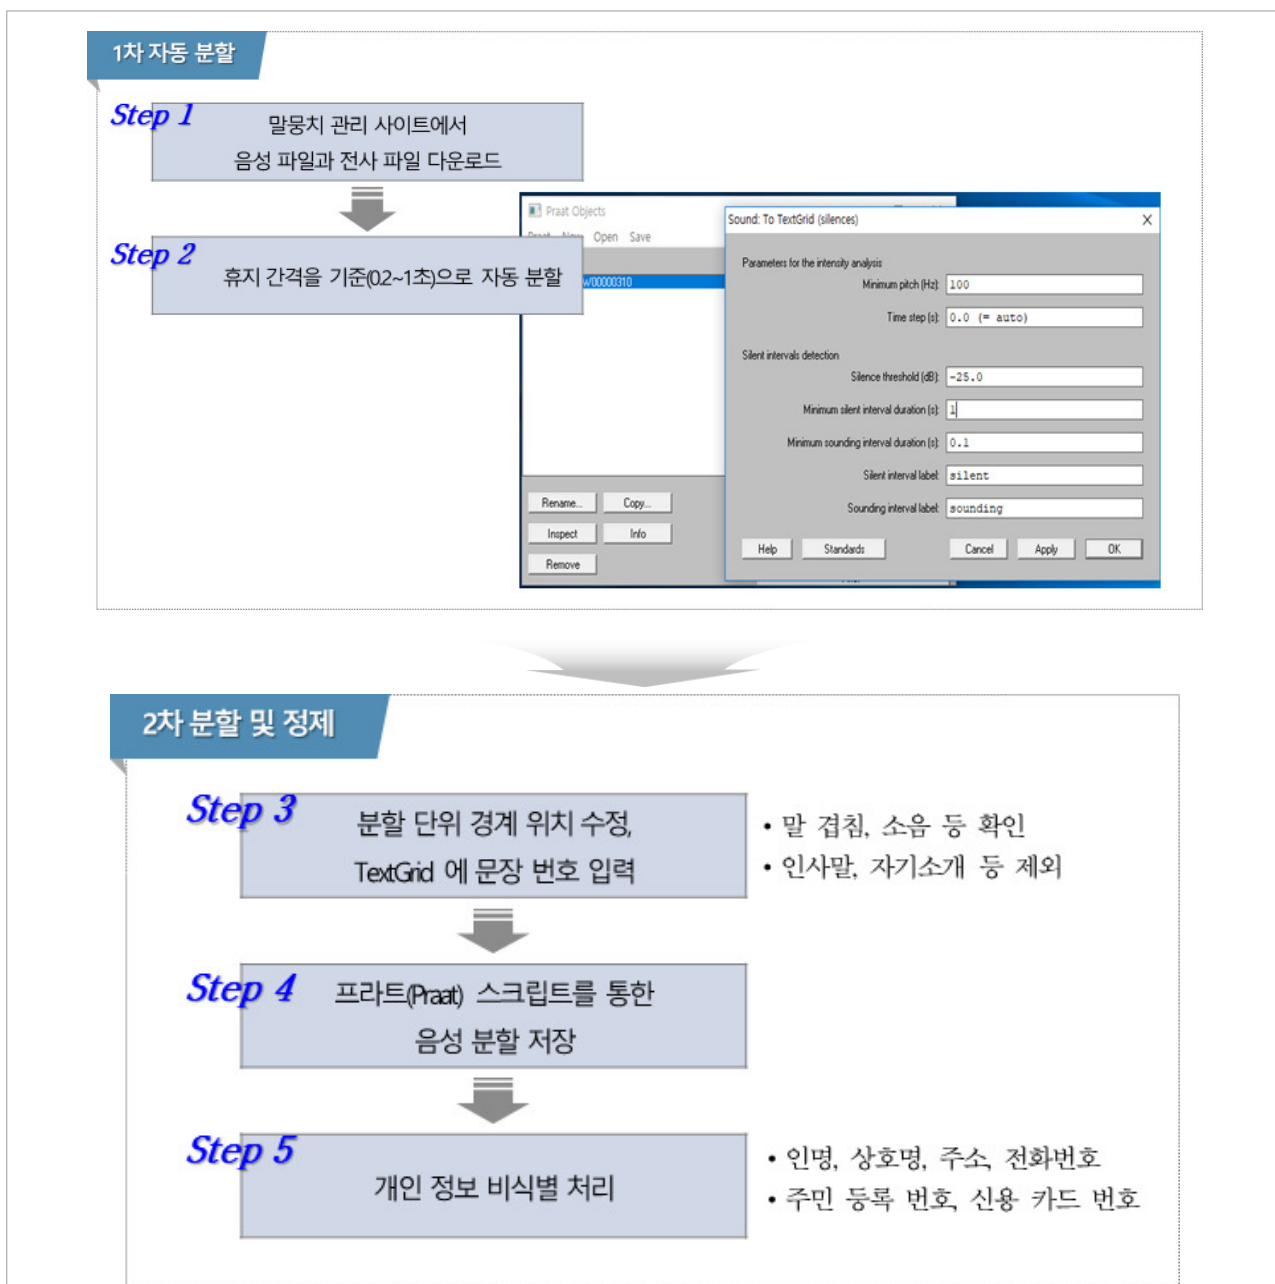 1차 자동 분할
Step 1
말뭉치 관리 사이트에서
음성 파일과 전사 파일 다운로드
Step 2
휴지 간격을 기준(0.2~1초)으로 자동 분할
Praat Objects
Open Save
W00000310
Rename... Copy...
Inspect Info
Remove
Sound: To TextGrid (silences)
Parameters for the intensity analysis
Minimum pitch (Hz): 100
Time step (s): 0.0 (= auto)
Silent intervals detection
Silence threshold (dB): -25.0
Minimum silent interval duration (s): 1
Minimum sounding interval duration (s): 0.1
Silent interval label: silent
Sounding interval label: sounding
Help Standards Cancel Apply OK
2차 분할 및 정제
Step 3
분할 단위 경계 위치 수정,
TextGrid 에 문장 번호 입력
• 말 겹침, 소음 등 확인
• 인사말, 자기소개 등 제외
Step 4
프라트(Praat) 스크립트를 통한
음성 분할 저장
Step 5
개인 정보 비식별 처리
• 인명, 상호명, 주소, 전화번호
• 주민 등록 번호, 신용 카드 번호